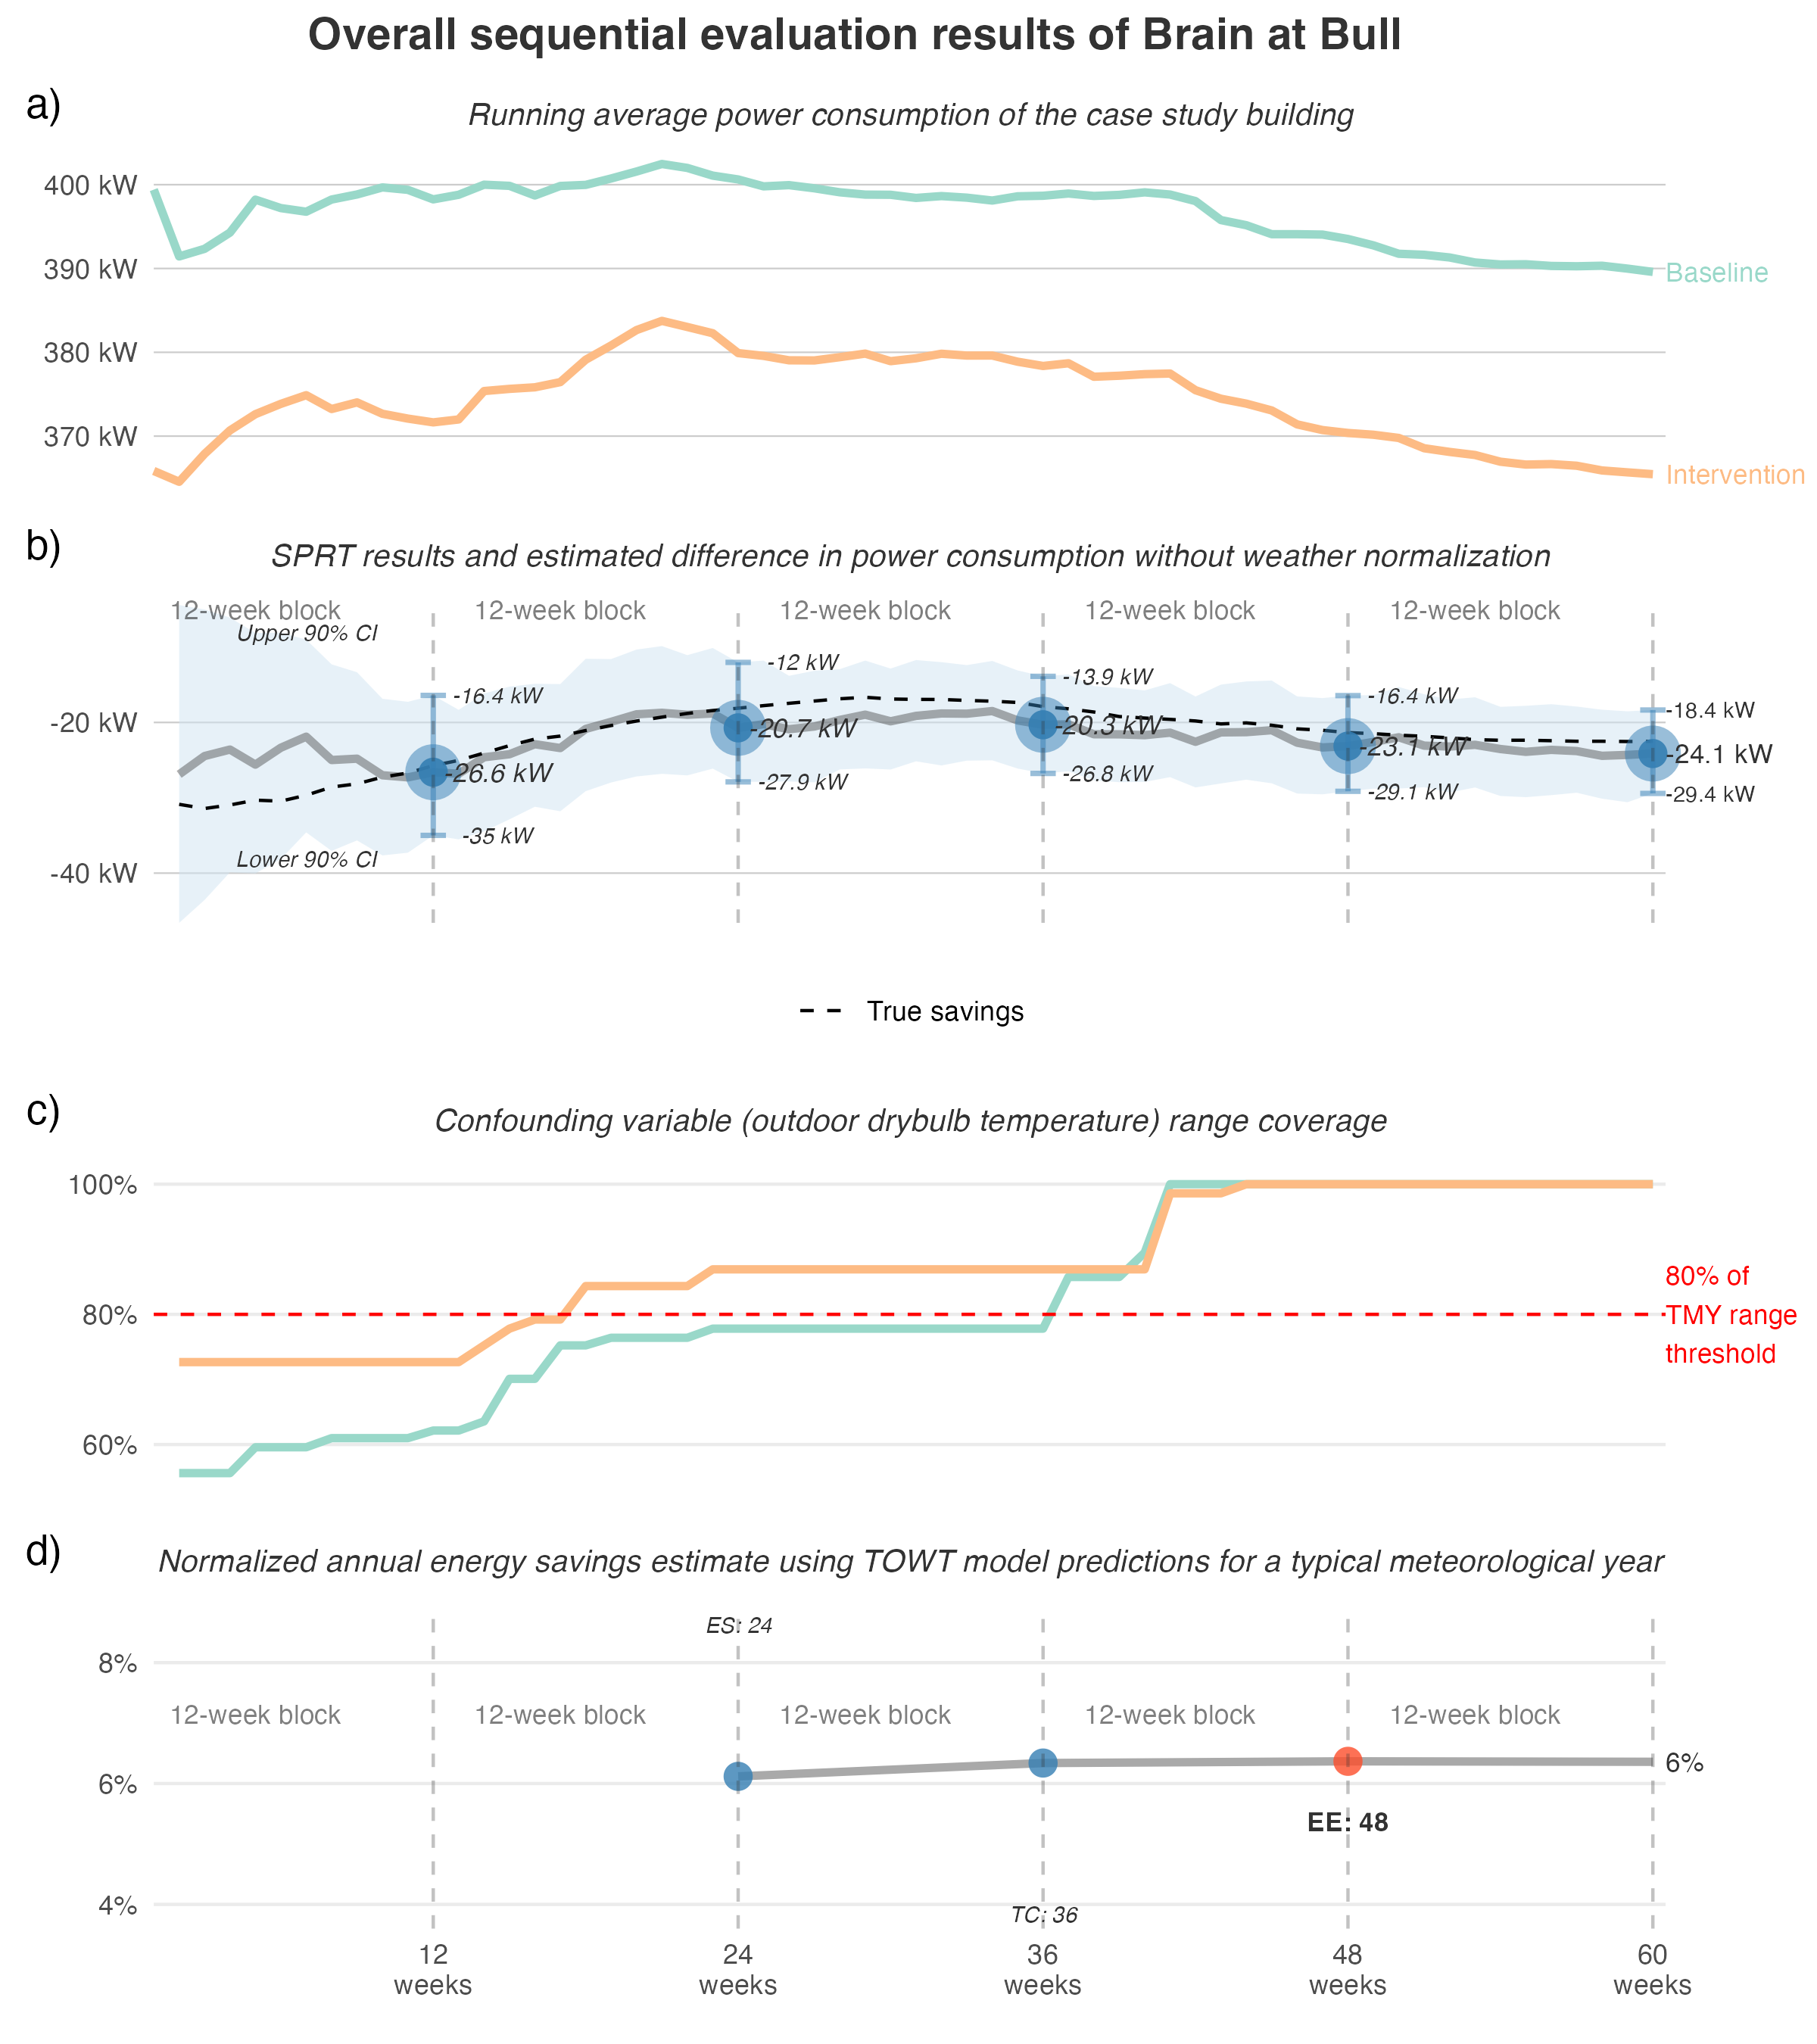 Overall sequential evaluation results of Brain at Bull
a)
Running average power consumption of the case study building
400 kW
390 kW
380 kW
370 kW
Baseline
Intervention
b)
SPRT results and estimated difference in power consumption without weather normalization
12-week block
12-week block
12-week block
12-week block
12-week block
Upper 90% CI
Lower 90% CI
-20 kW
-40 kW
-16.4 kW
-26.6 kW
-35 kW
-12 kW
-20.7 kW
-27.9 kW
-13.9 kW
-20.3 kW
-26.8 kW
-16.4 kW
-23.1 kW
-29.1 kW
-18.4 kW
-24.1 kW
-29.4 kW
True savings
c)
Confounding variable (outdoor drybulb temperature) range coverage
100%
80%
60%
80% of
TMY range
threshold
d)
Normalized annual energy savings estimate using TOWT model predictions for a typical meteorological year
ES: 24
8%
6%
4%
12-week block
12-week block
12-week block
12-week block
12-week block
6%
EE: 48
TC: 36
12
weeks
24
weeks
36
weeks
48
weeks
60
weeks